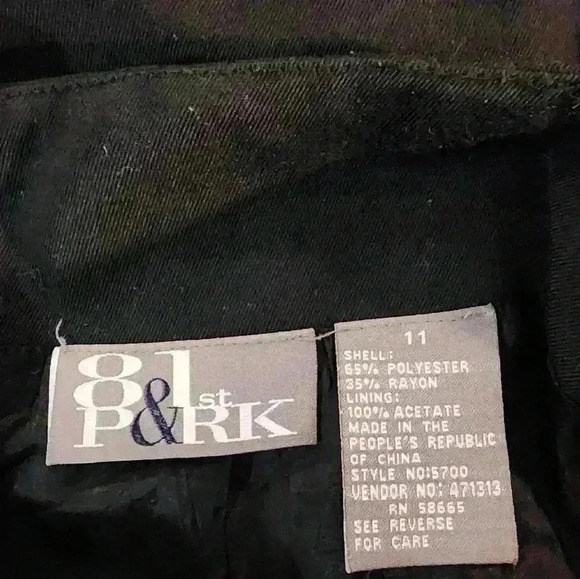 81st
P&RK
11
SHELL:
65% POLYESTER
35% RAYON
LINING:
100% ACETATE
MADE IN THE
PEOPLE'S REPUBLIC
OF CHINA
STYLE NO:5700
VENDOR NO: 471313
RN 58665
SEE REVERSE
FOR CARE